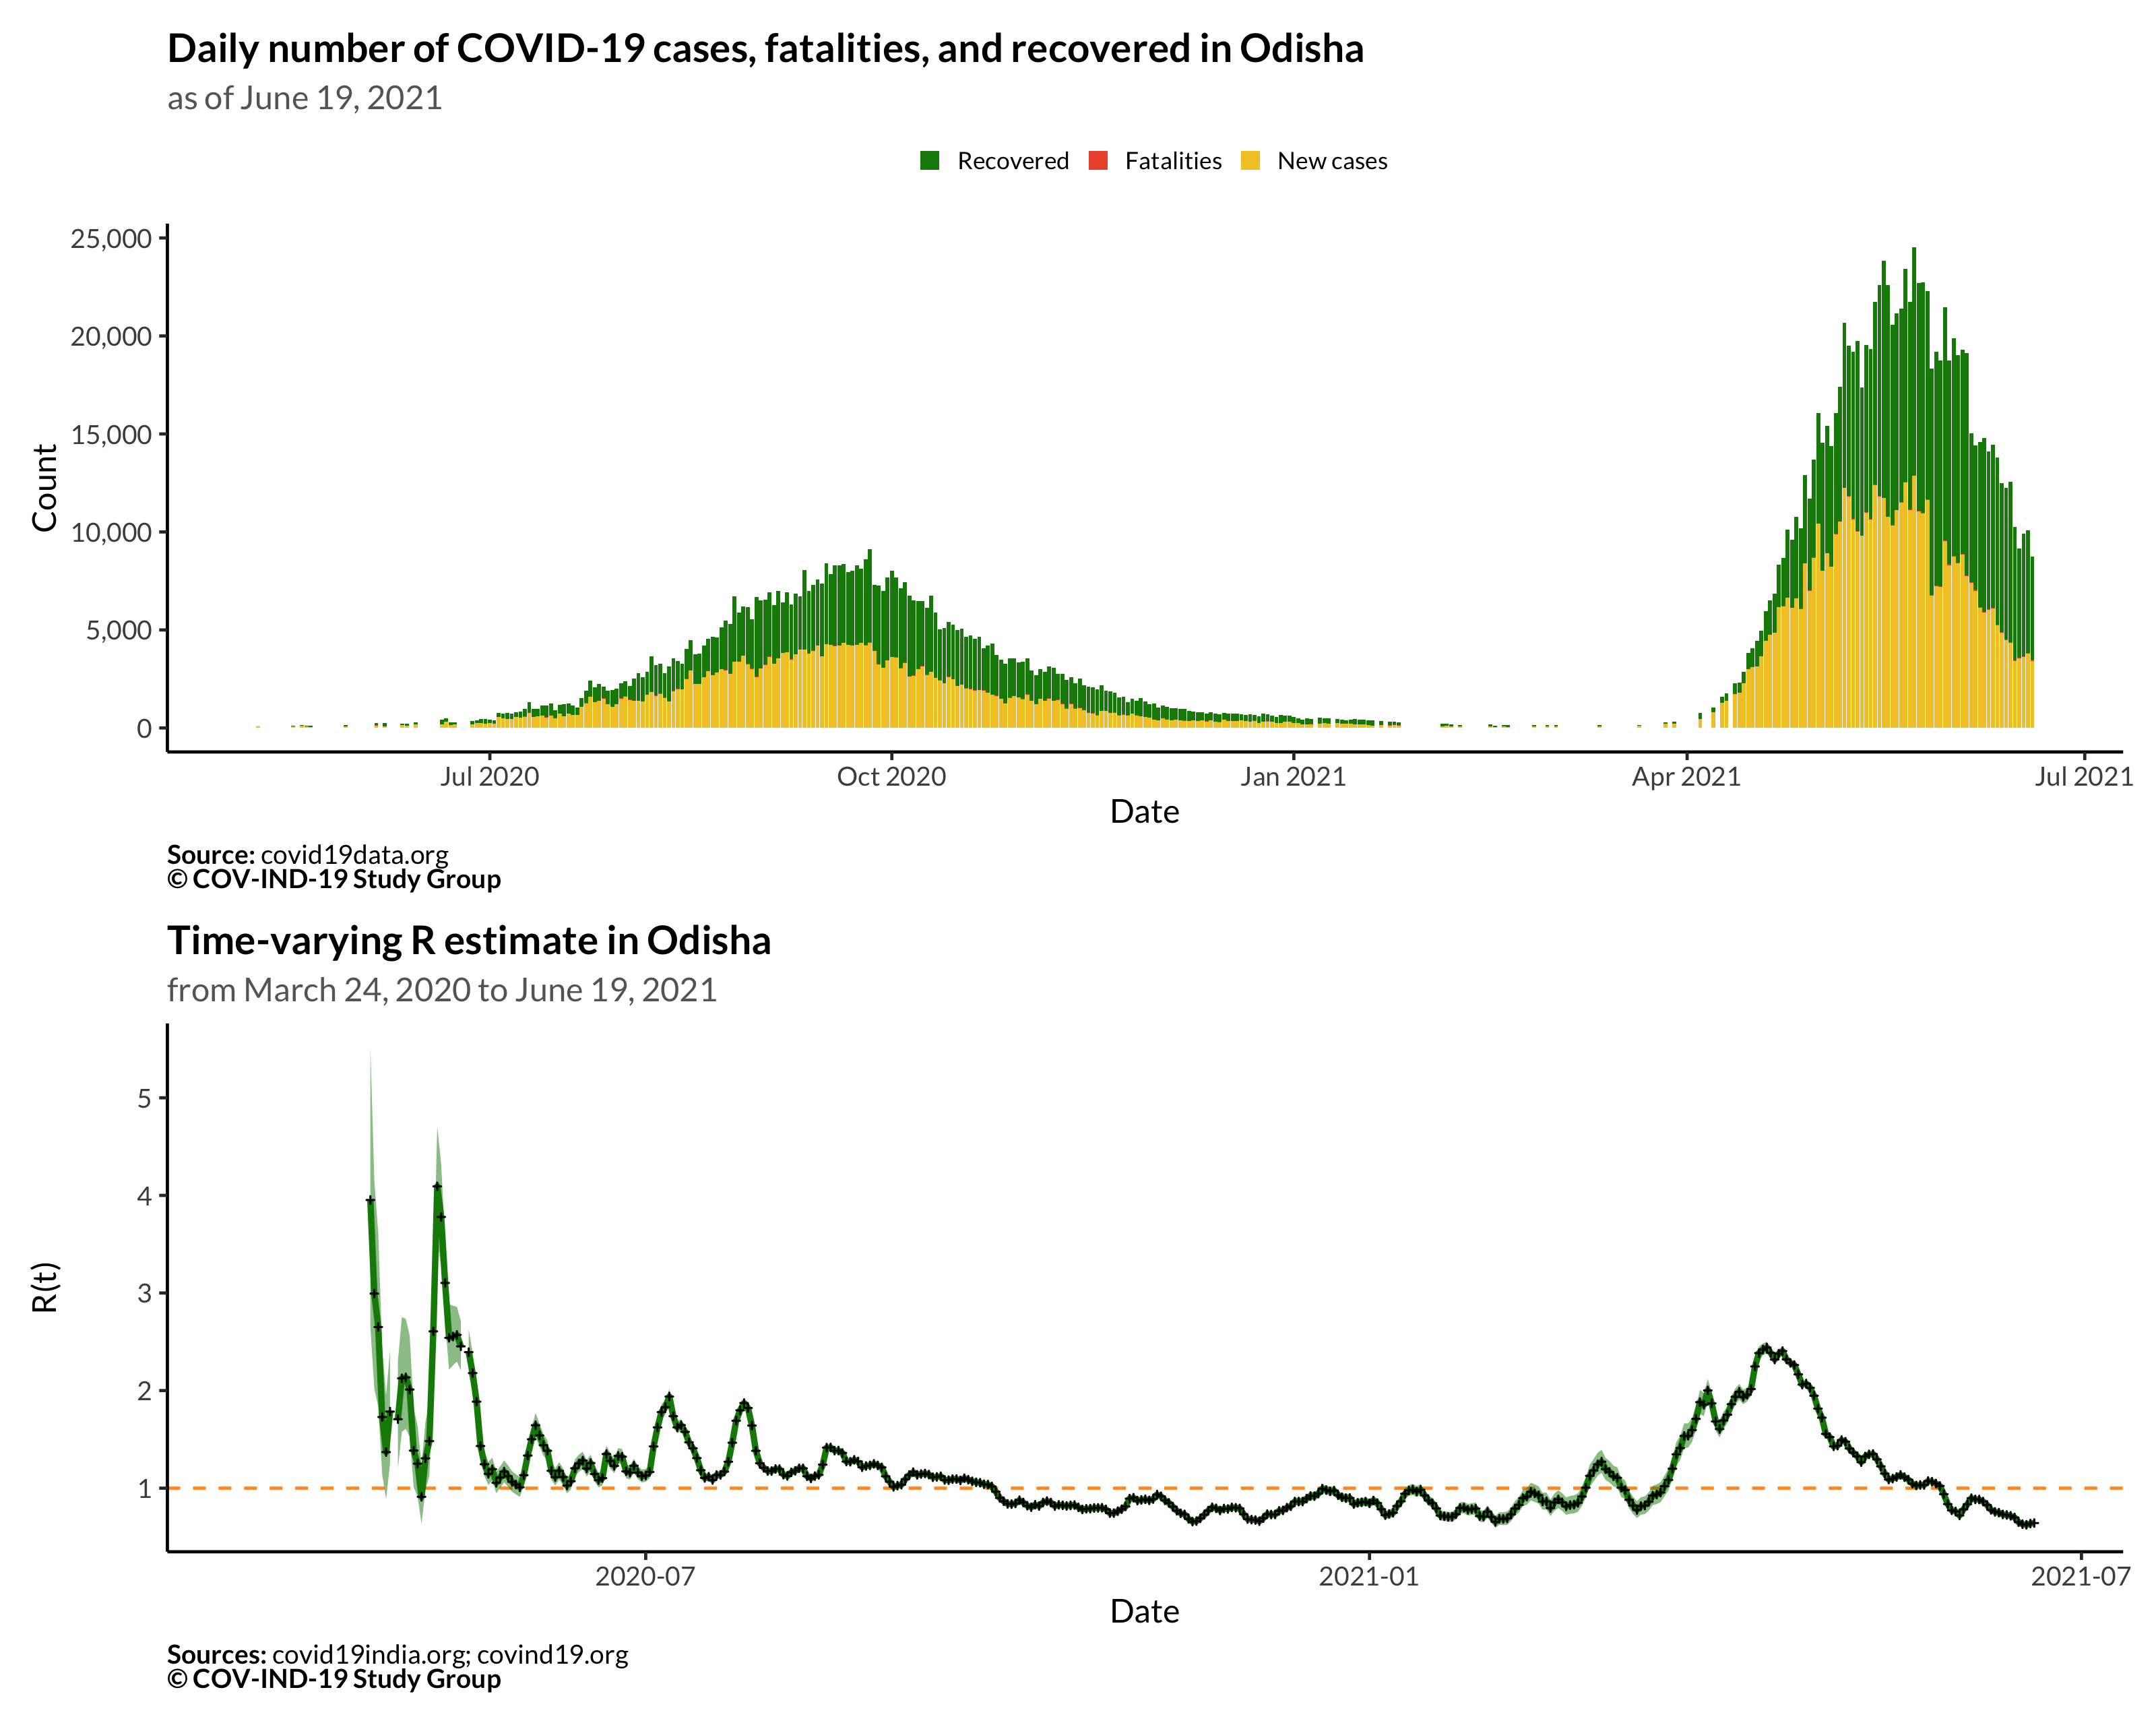 Daily number of COVID-19 cases, fatalities, and recovered in Odisha
as of June 19, 2021
Recovered Fatalities New cases
25,000
20,000
15,000
10,000
5,000
0
Count
Jul 2020 Oct 2020 Jan 2021 Apr 2021 Jul 2021
Date
Source: covid19data.org
© COV-IND-19 Study Group
Time-varying R estimate in Odisha
from March 24, 2020 to June 19, 2021
5
4
3
2
1
R(t)
2020-07 2021-01 2021-07
Date
Sources: covid19india.org; covind19.org
© COV-IND-19 Study Group